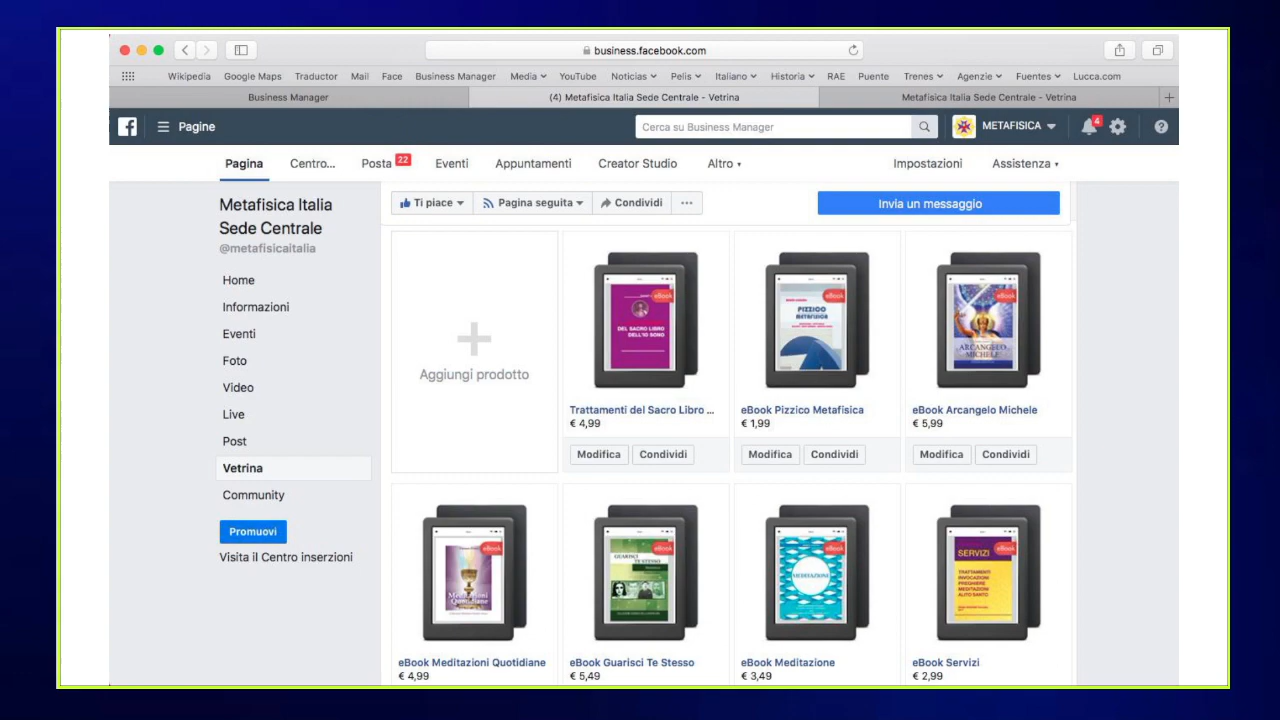 business.facebook.com
Wikipedia Google Maps Traductor Mail Face Business Manager Media YouTube Noticias Pelis Italiano Historia RAE Puente Trenes Agenzie Fuentes Lucca.com
Business Manager (4) Metafisica Italia Sede Centrale - Vetrina Metafisica Italia Sede Centrale - Vetrina
Pagine Cerca su Business Manager METAFISICA 4
Pagina Centro... Posta 22 Eventi Appuntamenti Creator Studio Altro Impostazioni Assistenza
Metafisica Italia
Sede Centrale
@metafisicaitalia
Home
Informazioni
Eventi
Foto
Video
Live
Post
Vetrina
Community
Promuovi
Visita il Centro inserzioni
Ti piace Pagina seguita Condividi ... Invia un messaggio
Aggiungi prodotto
eBook
DEL SACRO LIBRO
DELL'IO SONO
Trattamenti del Sacro Libro ...
€ 4,99
Modifica Condividi
eBook
PIZZICO
METAFISICA
eBook Pizzico Metafisica
€ 1,99
Modifica Condividi
eBook
ARCANGELO
MICHELE
eBook Arcangelo Michele
€ 5,99
Modifica Condividi
eBook
Meditazioni
Quotidiane
eBook Meditazioni Quotidiane
€ 4,99
eBook
GUARISCI
TE STESSO
eBook Guarisci Te Stesso
€ 5,49
eBook
MEDITAZIONE
eBook Meditazione
€ 3,49
eBook
SERVIZI
TRATTAMENTI
INVOCAZIONI
PREGHIERE
MEDITAZIONI
ALITO SANTO
eBook Servizi
€ 2,99